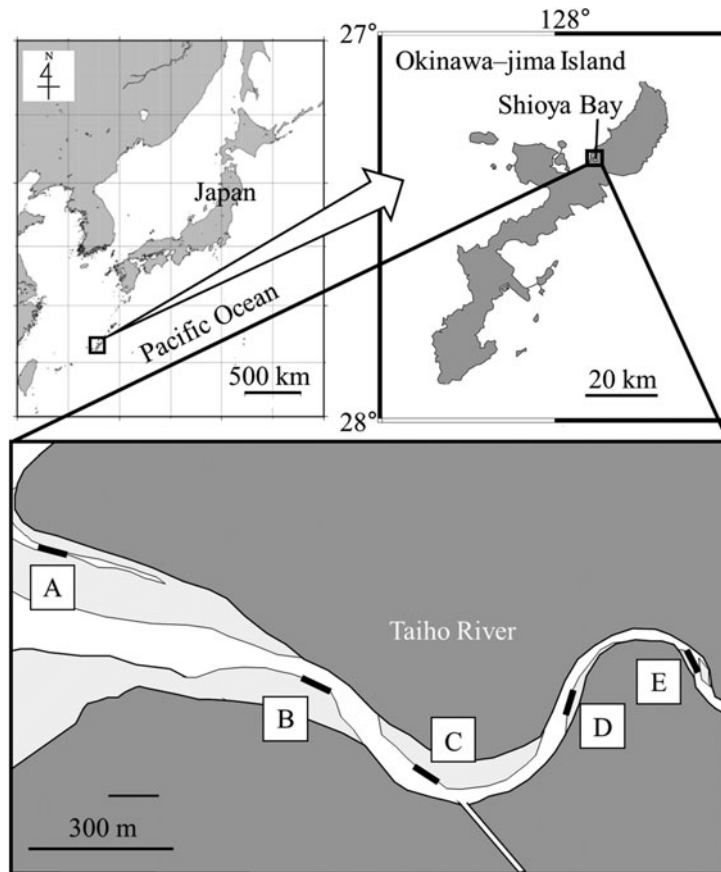 N
Japan
Pacific Ocean
500 km
128°
27°
Okinawa–jima Island
Shioya Bay
20 km
28°
A
Taiho River
B
C
D
E
300 m